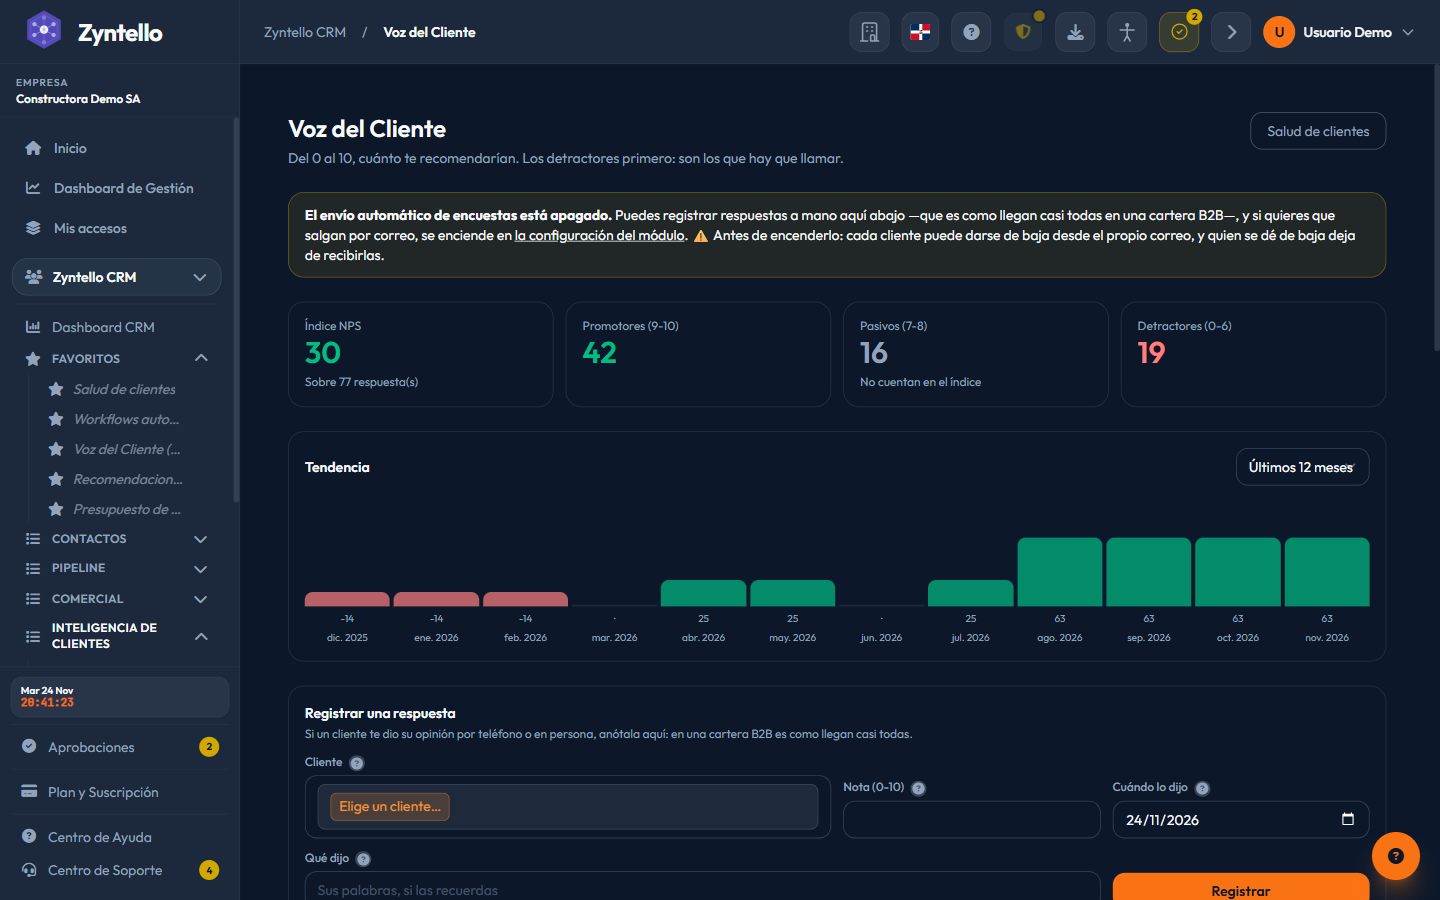 Zyntello
Zyntello CRM / Voz del Cliente
2
U
Usuario Demo
EMPRESA
Constructora Demo SA
Inicio
Dashboard de Gestión
Mis accesos
Zyntello CRM
Dashboard CRM
FAVORITOS
Salud de clientes
Workflows auto...
Voz del Cliente (...
Recomendacion...
Presupuesto de ...
CONTACTOS
PIPELINE
COMERCIAL
INTELIGENCIA DE
CLIENTES
Mar 24 Nov
20:41:23
Aprobaciones
2
Plan y Suscripción
Centro de Ayuda
Centro de Soporte
4
Voz del Cliente
Salud de clientes
Del 0 al 10, cuánto te recomendarían. Los detractores primero: son los que hay que llamar.
El envío automático de encuestas está apagado. Puedes registrar respuestas a mano aquí abajo —que es como llegan casi todas en una cartera B2B—, y si quieres que
salgan por correo, se enciende en la configuración del módulo. ⚠️ Antes de encenderlo: cada cliente puede darse de baja desde el propio correo, y quien se dé de baja deja
de recibirlas.
Índice NPS
30
Sobre 77 respuesta(s)
Promotores (9-10)
42
Pasivos (7-8)
16
No cuentan en el índice
Detractores (0-6)
19
Tendencia
Últimos 12 meses
-14 -14 -14 · 25 25 · 25 63 63 63 63
dic. 2025 ene. 2026 feb. 2026 mar. 2026 abr. 2026 may. 2026 jun. 2026 jul. 2026 ago. 2026 sep. 2026 oct. 2026 nov. 2026
Registrar una respuesta
Si un cliente te dio su opinión por teléfono o en persona, anótala aquí: en una cartera B2B es como llegan casi todas.
Cliente ?
Elige un cliente...
Nota (0-10) ?
Cuándo lo dijo ?
24/11/2026
Qué dijo ?
Sus palabras, si las recuerdas
Registrar
?